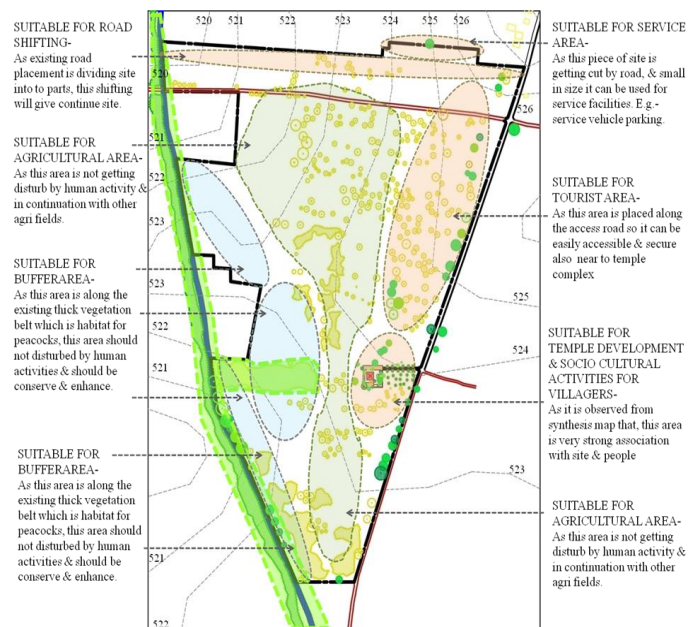 520
521
522
523
524
525
526
SUITABLE FOR ROAD
SHIFTING-
As existing road
placement is dividing site
into to parts, this shifting
will give continue site.
SUITABLE FOR
AGRICULTURAL AREA-
As this area is not getting
disturb by human activity &
in continuation with other
agri fields.
SUITABLE FOR
BUFFERAREA-
As this area is along the
existing thick vegetation
belt which is habitat for
peacocks, this area should
not disturbed by human
activities & should be
conserve & enhance.
SUITABLE FOR
BUFFERAREA-
As this area is along the
existing thick vegetation
belt which is habitat for
peacocks, this area should
not disturbed by human
activities & should be
conserve & enhance.
520
521
522
523
523
522
521
521
522
526
525
524
523
SUITABLE FOR SERVICE
AREA-
As this piece of site is
getting cut by road, & small
in size it can be used for
service facilities. E.g.-
service vehicle parking.
SUITABLE FOR
TOURIST AREA-
As this area is placed along
the access road so it can be
easily accessible & secure
also near to temple
complex
SUITABLE FOR
TEMPLE DEVELOPMENT
& SOCIO CULTURAL
ACTIVITIES FOR
VILLAGERS-
As it is observed from
synthesis map that, this area
is very strong association
with site & people
SUITABLE FOR
AGRICULTURAL AREA-
As this area is not getting
disturb by human activity &
in continuation with other
agri fields.